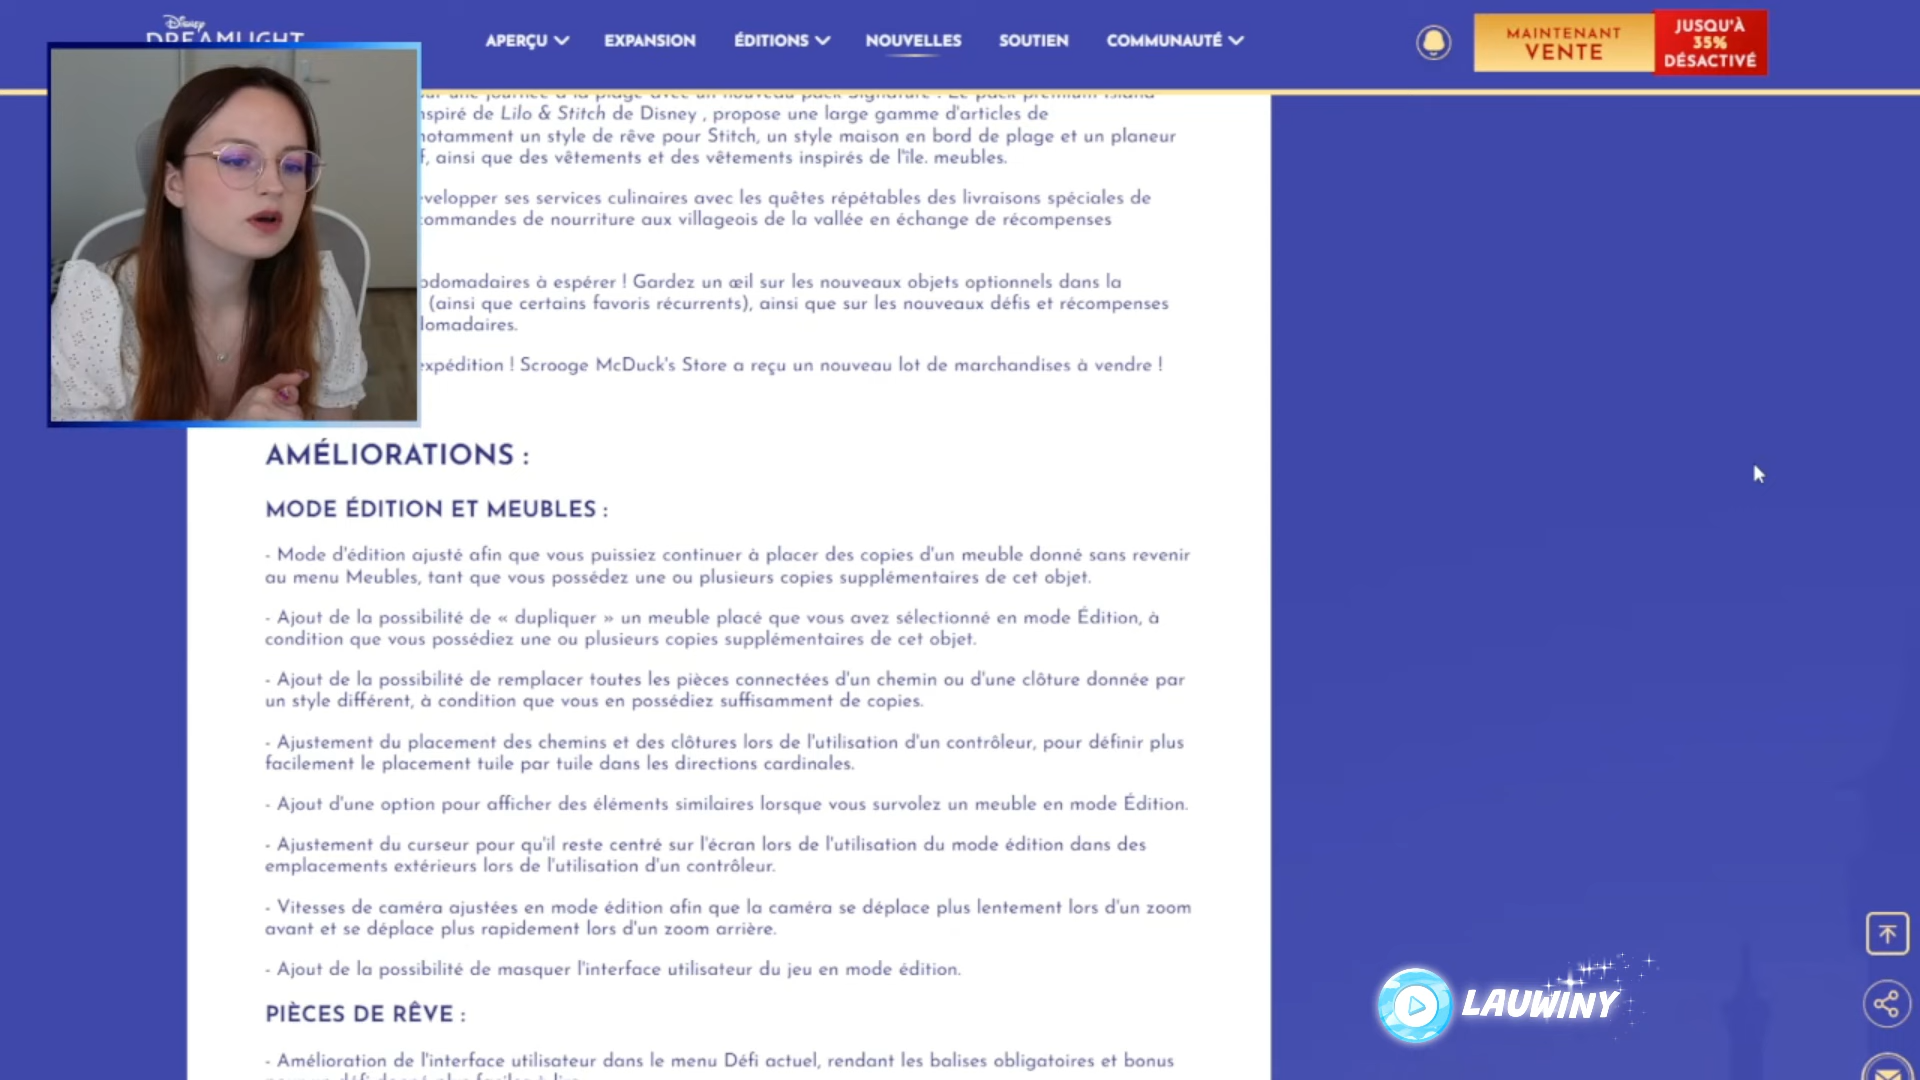 Disney
DREAMLIGHT
APERÇU
EXPANSION
ÉDITIONS
NOUVELLES
SOUTIEN
COMMUNAUTÉ
MAINTENANT
VENTE
JUSQU'À
35%
DÉSACTIVÉ
une journée à la plage avec un nouveau pack Signature ! Le pack premium Island
nspiré de Lilo & Stitch de Disney , propose une large gamme d'articles de
notamment un style de rêve pour Stitch, un style maison en bord de plage et un planeur
f, ainsi que des vêtements et des vêtements inspirés de l'île. meubles.
évelopper ses services culinaires avec les quêtes répétables des livraisons spéciales de
commandes de nourriture aux villageois de la vallée en échange de récompenses
bdomadaires à espérer ! Gardez un œil sur les nouveaux objets optionnels dans la
(ainsi que certains favoris récurrents), ainsi que sur les nouveaux défis et récompenses
lomadaires.
expédition ! Scrooge McDuck's Store a reçu un nouveau lot de marchandises à vendre !
AMÉLIORATIONS :
MODE ÉDITION ET MEUBLES :
- Mode d'édition ajusté afin que vous puissiez continuer à placer des copies d'un meuble donné sans revenir
au menu Meubles, tant que vous possédez une ou plusieurs copies supplémentaires de cet objet.
- Ajout de la possibilité de « dupliquer » un meuble placé que vous avez sélectionné en mode Édition, à
condition que vous possédiez une ou plusieurs copies supplémentaires de cet objet.
- Ajout de la possibilité de remplacer toutes les pièces connectées d'un chemin ou d'une clôture donnée par
un style différent, à condition que vous en possédiez suffisamment de copies.
- Ajustement du placement des chemins et des clôtures lors de l'utilisation d'un contrôleur, pour définir plus
facilement le placement tuile par tuile dans les directions cardinales.
- Ajout d'une option pour afficher des éléments similaires lorsque vous survolez un meuble en mode Édition.
- Ajustement du curseur pour qu'il reste centré sur l'écran lors de l'utilisation du mode édition dans des
emplacements extérieurs lors de l'utilisation d'un contrôleur.
- Vitesses de caméra ajustées en mode édition afin que la caméra se déplace plus lentement lors d'un zoom
avant et se déplace plus rapidement lors d'un zoom arrière.
- Ajout de la possibilité de masquer l'interface utilisateur du jeu en mode édition.
PIÈCES DE RÊVE :
- Amélioration de l'interface utilisateur dans le menu Défi actuel, rendant les balises obligatoires et bonus
LAUWINY